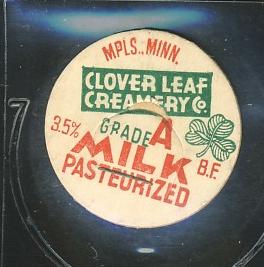 MPLS., MINN.
CLOVER LEAF
CREAMERY Co.
3.5% GRADE A
MILK B.F.
PASTEURIZED